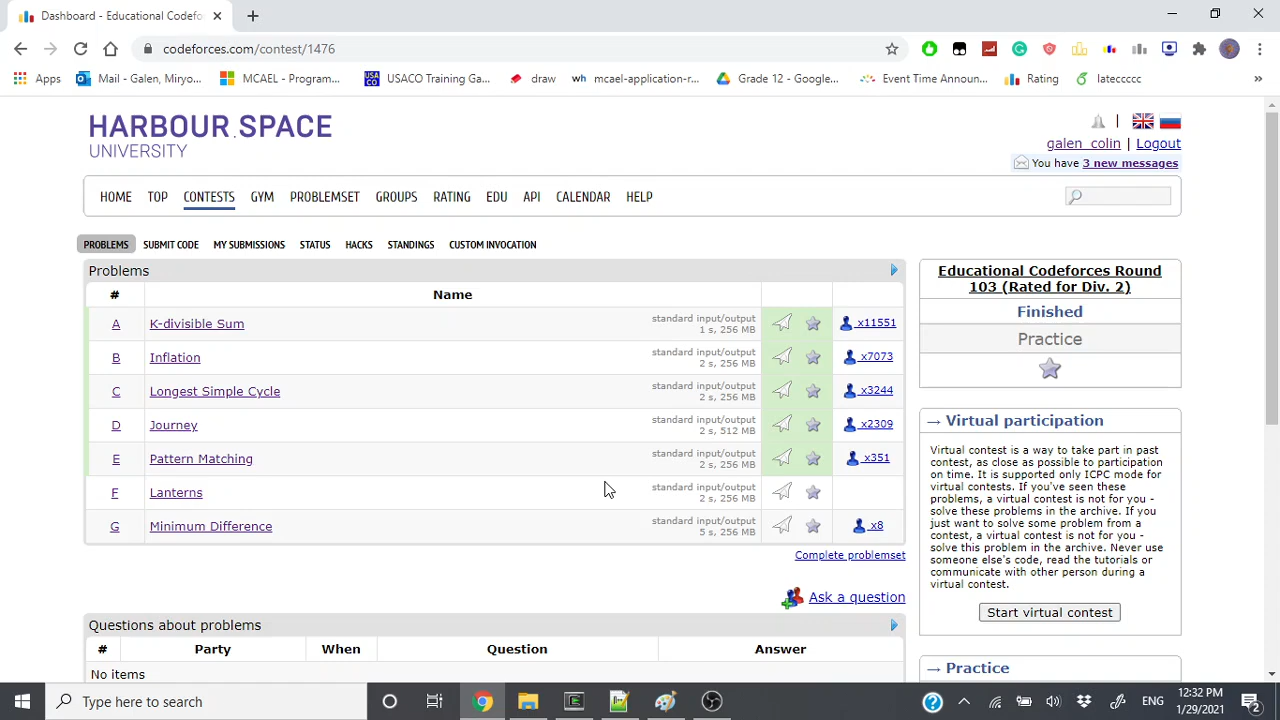 Dashboard - Educational Codefo
codeforces.com/contest/1476
Apps
Mail - Galen, Miryo...
MCAEL - Program...
USACO Training Ga...
draw
wh mcael-application-r...
Grade 12 - Google...
Event Time Announ...
Rating
lateccccc
»
HARBOUR.SPACE
UNIVERSITY
galen_colin | Logout
You have 3 new messages
HOME TOP CONTESTS GYM PROBLEMSET GROUPS RATING EDU API CALENDAR HELP
PROBLEMS SUBMIT CODE MY SUBMISSIONS STATUS HACKS STANDINGS CUSTOM INVOCATION
Problems
# Name
A K-divisible Sum standard input/output
1 s, 256 MB x11551
B Inflation standard input/output
2 s, 256 MB x7073
C Longest Simple Cycle standard input/output
2 s, 256 MB x3244
D Journey standard input/output
2 s, 512 MB x2309
E Pattern Matching standard input/output
2 s, 256 MB x351
F Lanterns standard input/output
2 s, 256 MB
G Minimum Difference standard input/output
5 s, 256 MB x8
Complete problemset
Ask a question
Questions about problems
# Party When Question Answer
No items
Educational Codeforces Round
103 (Rated for Div. 2)
Finished
Practice
→ Virtual participation
Virtual contest is a way to take part in past
contest, as close as possible to participation
on time. It is supported only ICPC mode for
virtual contests. If you've seen these
problems, a virtual contest is not for you -
solve these problems in the archive. If you
just want to solve some problem from a
contest, a virtual contest is not for you -
solve this problem in the archive. Never use
someone else's code, read the tutorials or
communicate with other person during a
virtual contest.
Start virtual contest
→ Practice
Type here to search
ENG
12:32 PM
1/29/2021
2